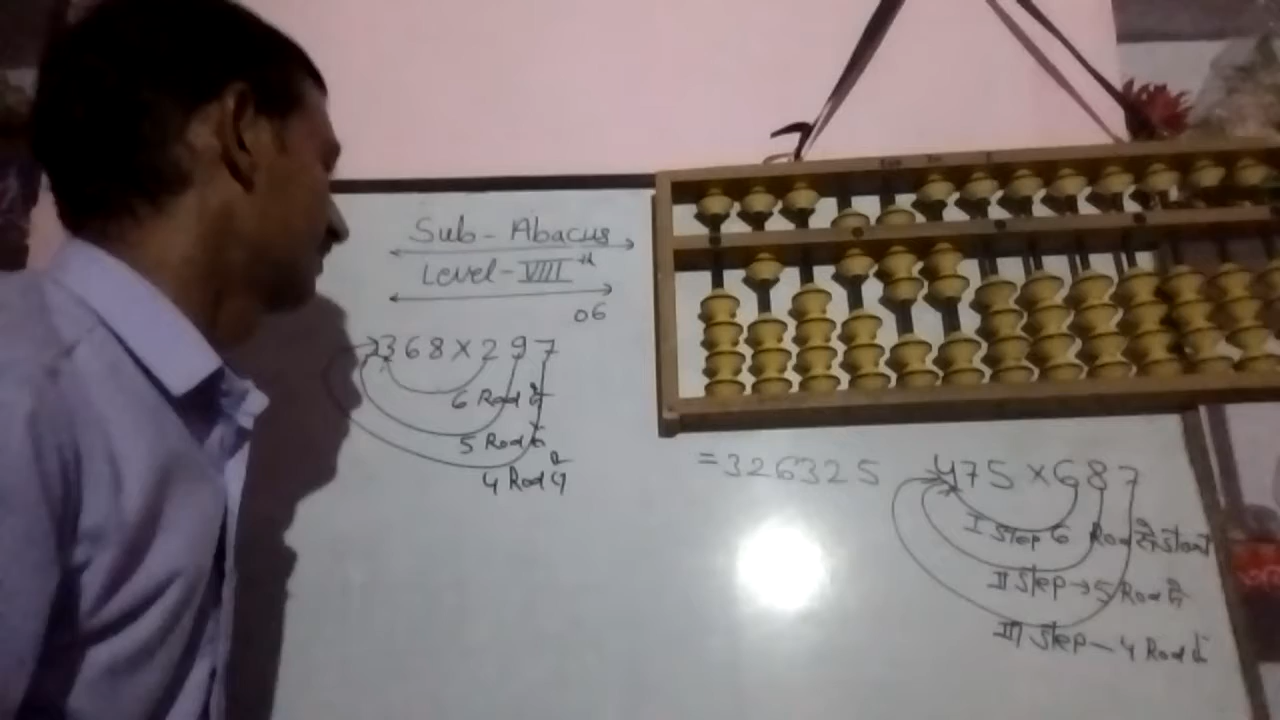 Sub-Abacus
Level-VIII th
06
368×297
6 Rod से
5 Rod से
4 Rod से
=326325 475×687
I Step 6 Rod से
II Step→5 Rod से
III Step-4 Rod से